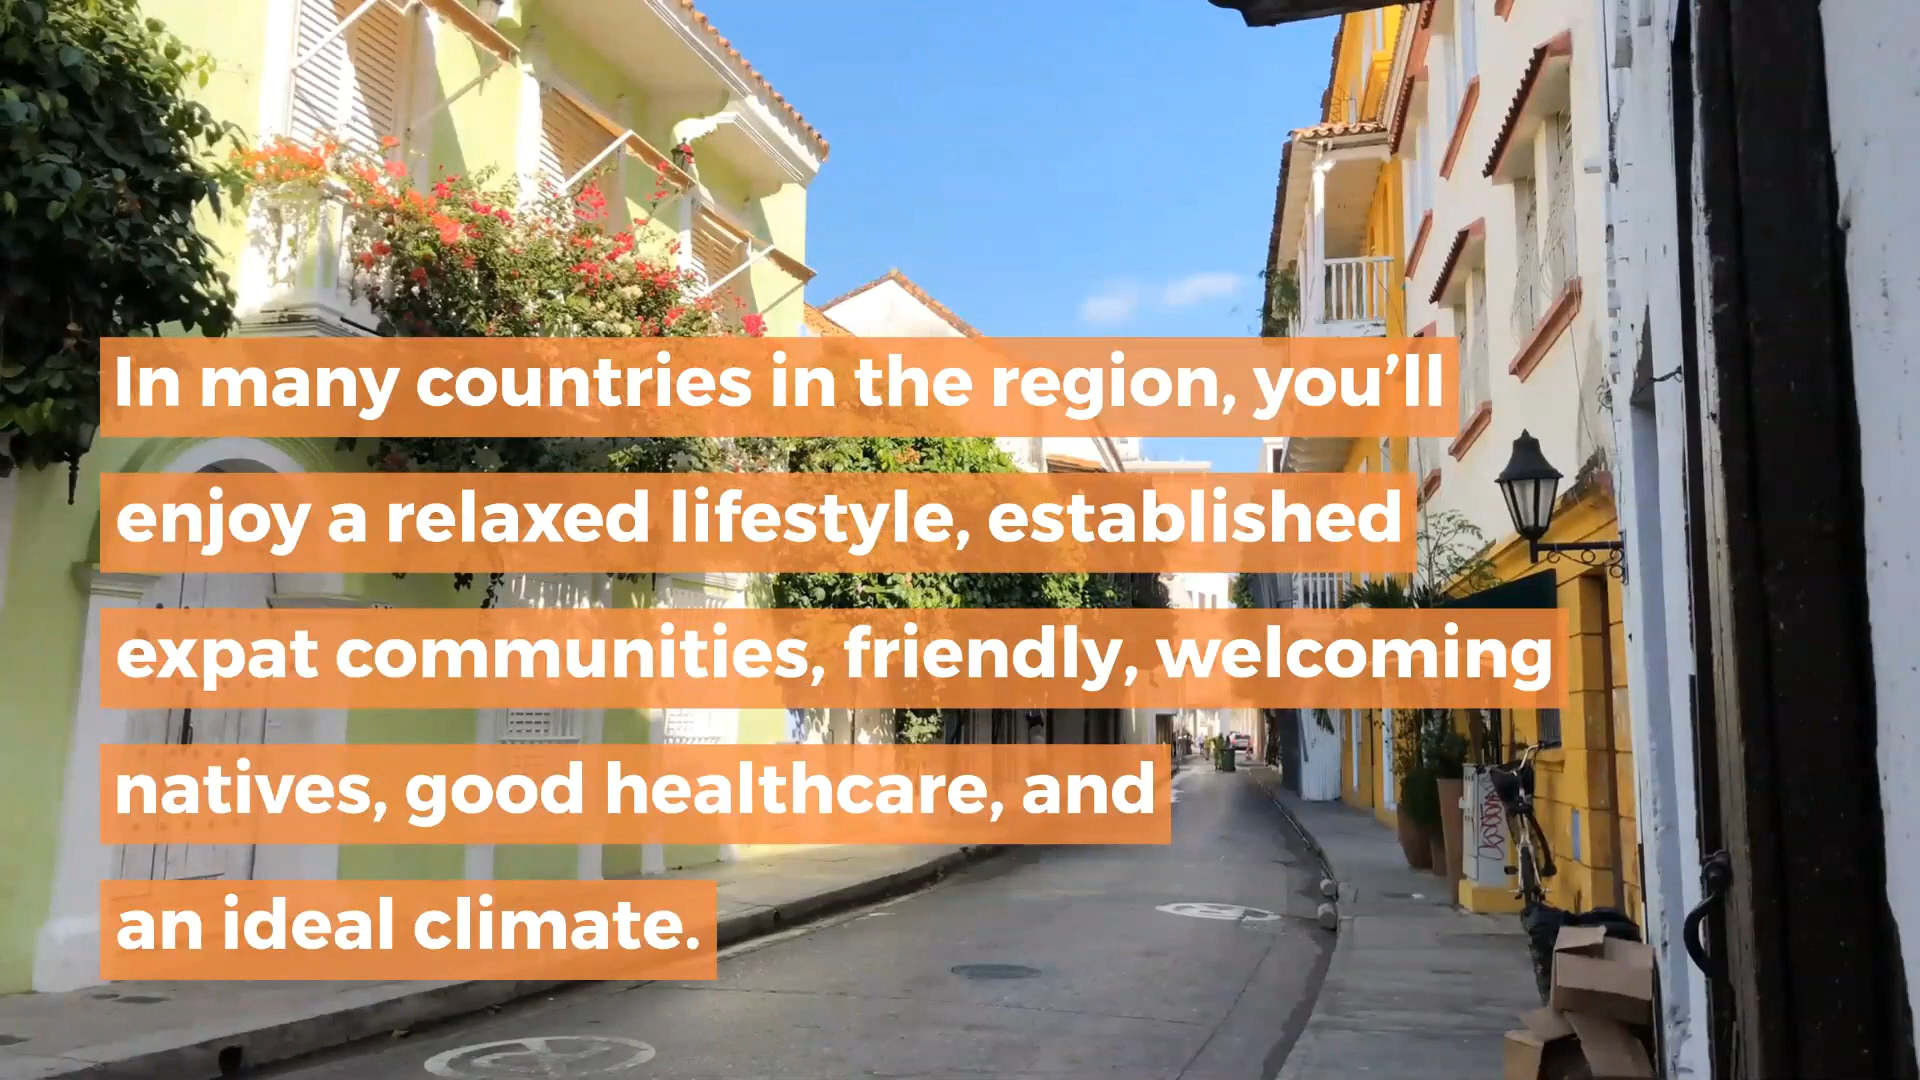 In many countries in the region, you’ll
enjoy a relaxed lifestyle, established
expat communities, friendly, welcoming
natives, good healthcare, and
an ideal climate.